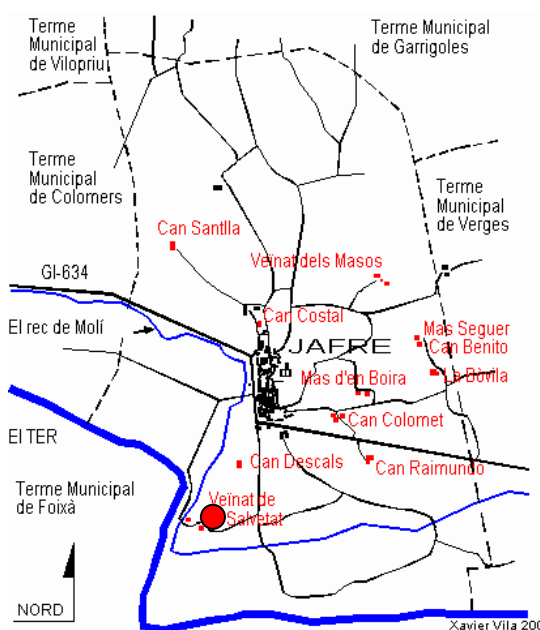 Terme
Municipal
de Vilopriu
Terme Municipal
de Garrigoles
Terme
Municipal
de Colomers
Terme
Municipal
de Verges
Can Santlla
Veïnat dels Masos
GI-634
Can Costal
El rec de Molí
Mas Seguer
Can Benito
JAFRE
Mas d'en Boira
La Bòvila
Can Colomet
El TER
Can Descals
Can Raimundo
Terme Municipal
de Foixà
Veïnat de
Salvetat
NORD
Xavier Vila 200